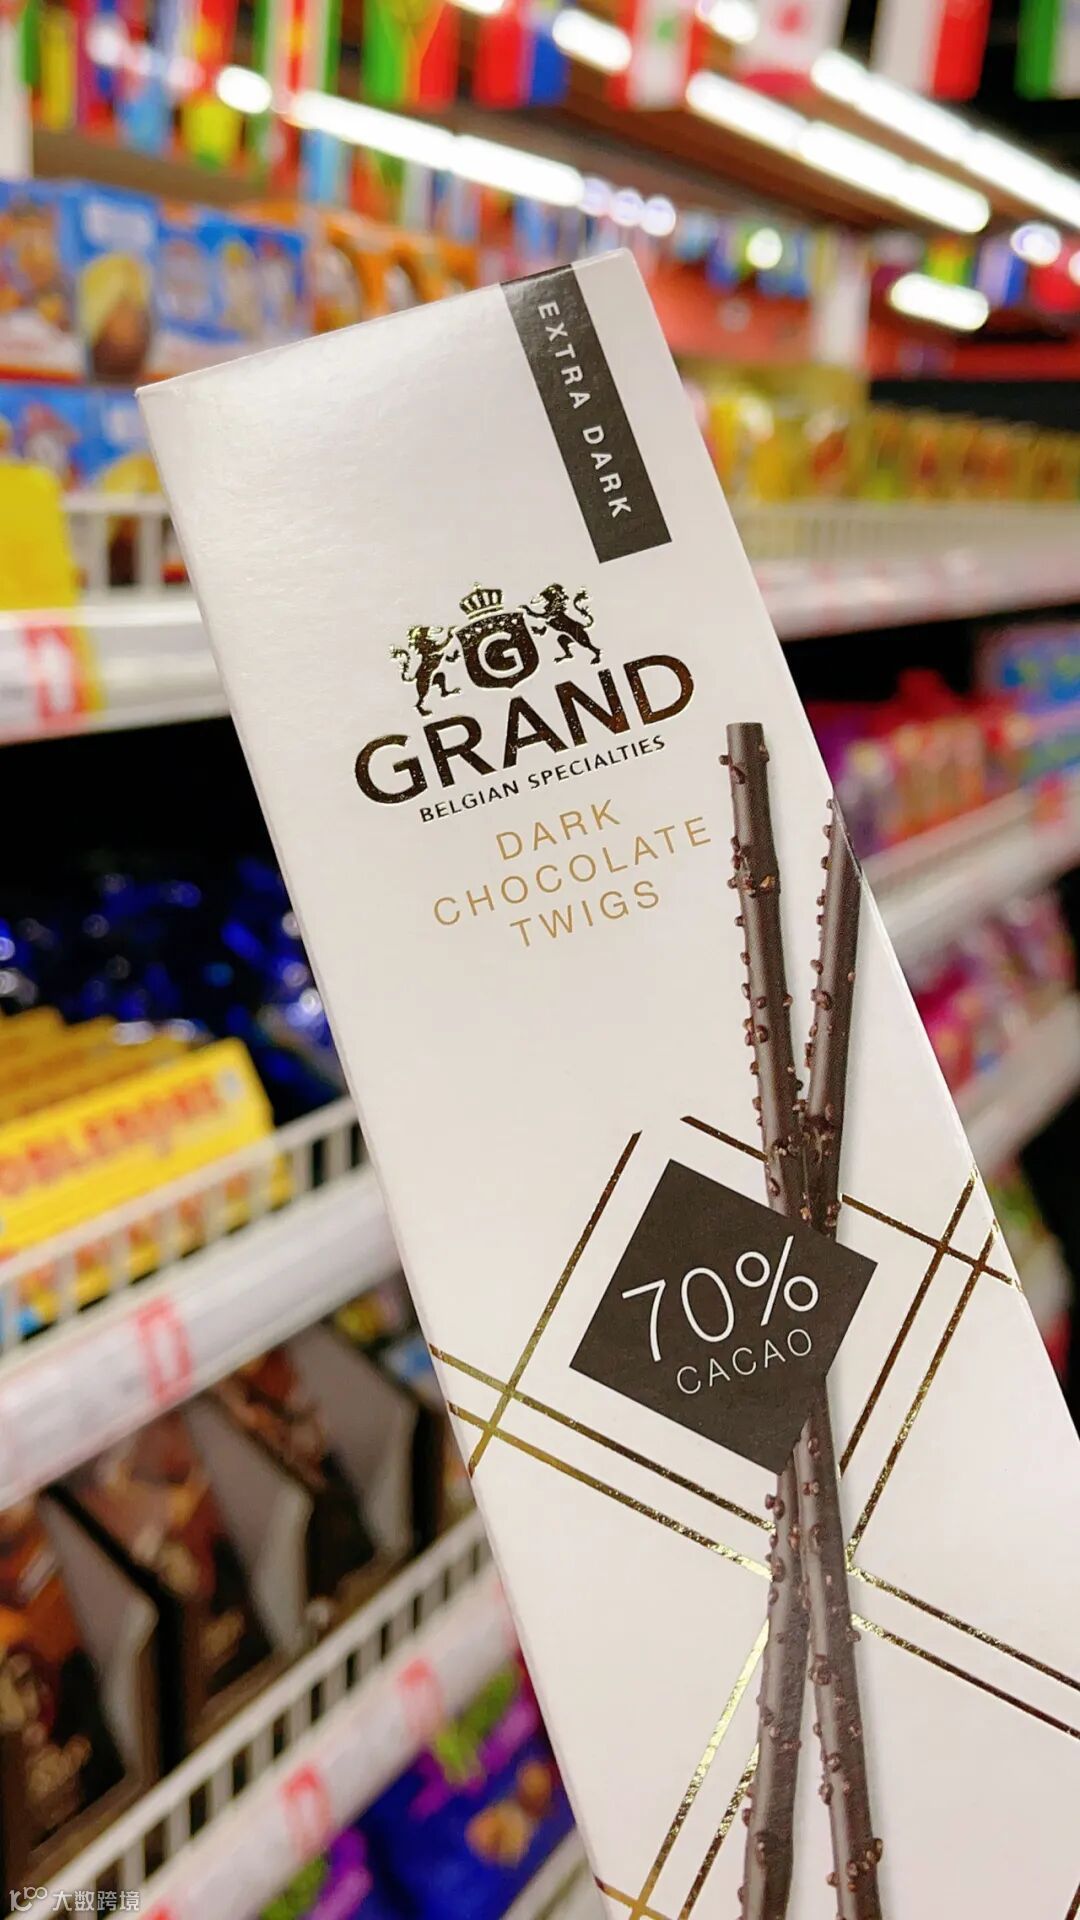 EXTRA DARK
G
GRAND
BELGIAN SPECIALTIES
DARK
CHOCOLATE
TWIGS
70%
CACAO
大数跨境